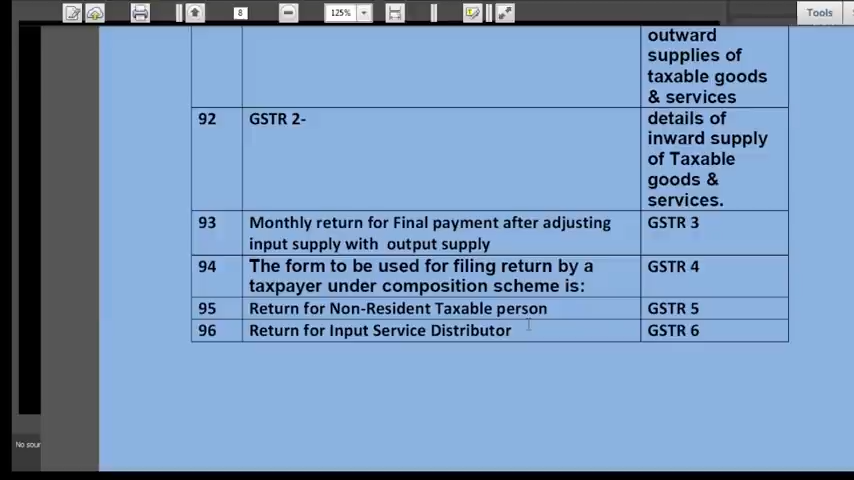 8
125%
Tools
outward
supplies of
taxable goods
& services
92 GSTR 2- details of
inward supply
of Taxable
goods &
services.
93 Monthly return for Final payment after adjusting GSTR 3
input supply with output supply
94 The form to be used for filing return by a GSTR 4
taxpayer under composition scheme is:
95 Return for Non-Resident Taxable person GSTR 5
96 Return for Input Service Distributor GSTR 6
No sour